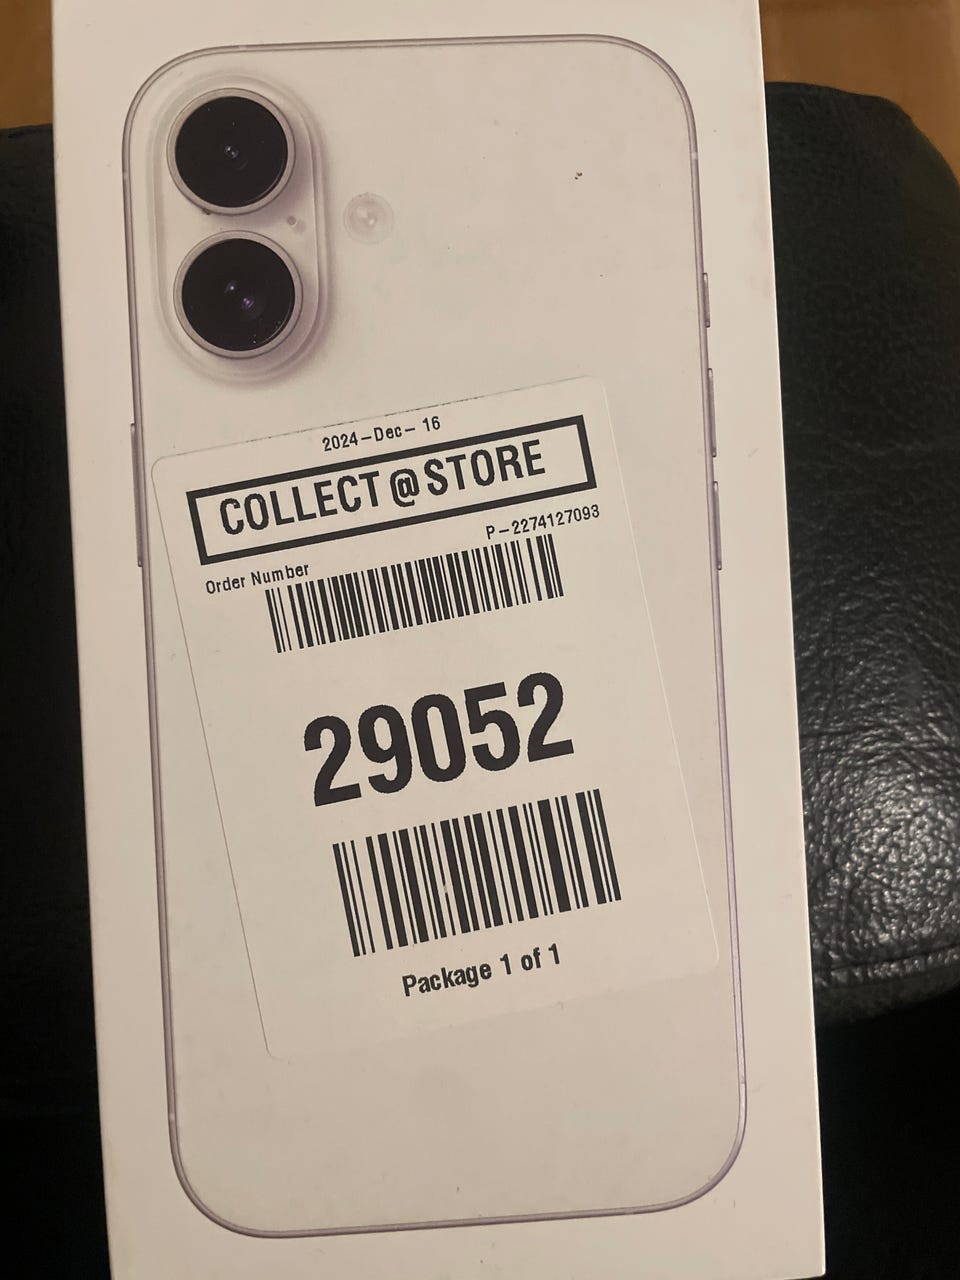 2024-Dec- 16
COLLECT@STORE
P-2274127093
Order Number
29052
Package 1 of 1